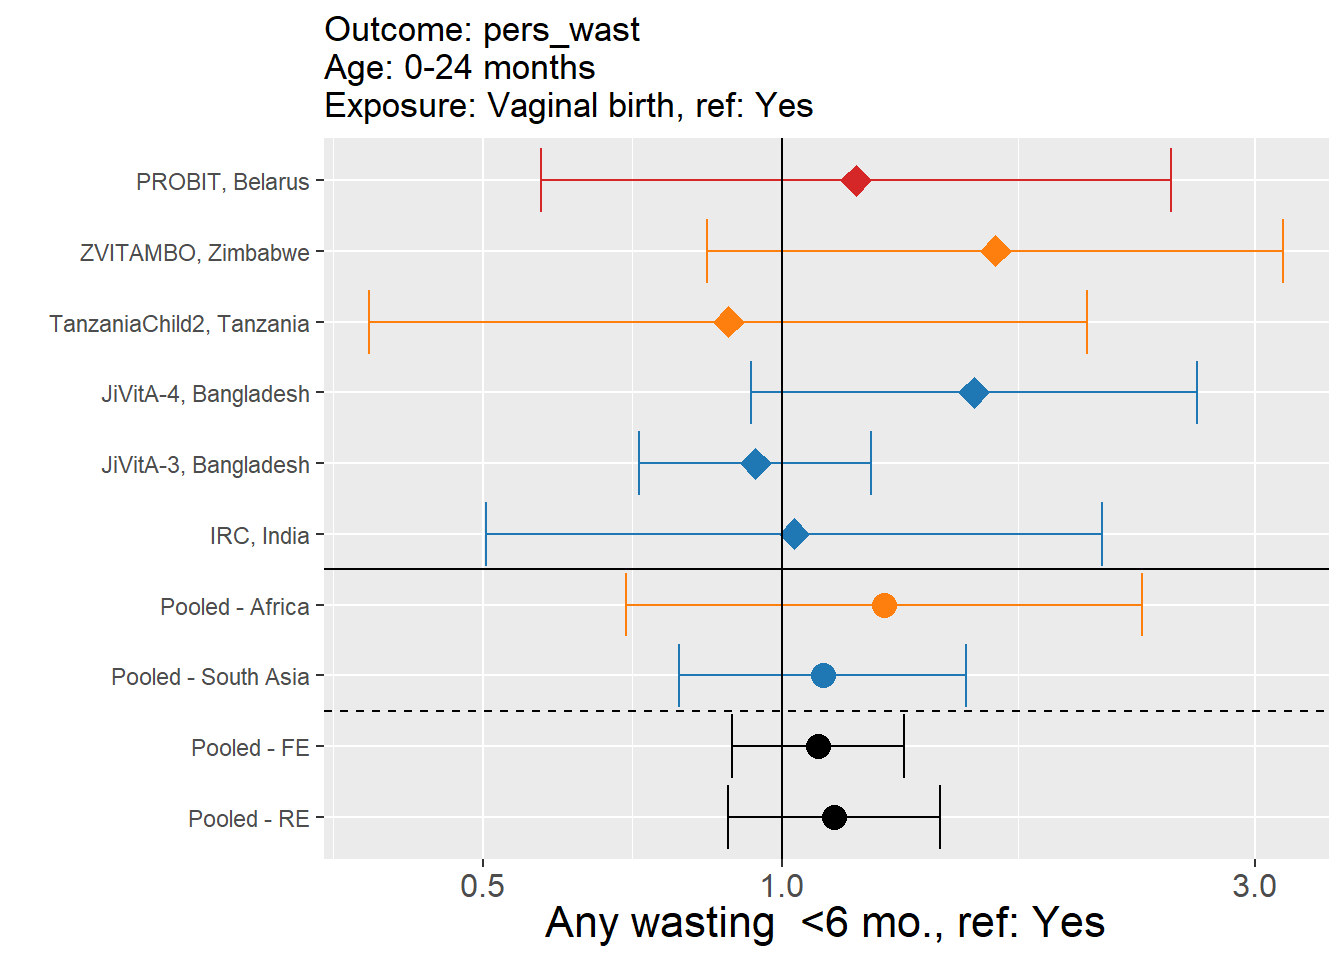 Outcome: pers_wast
Age: 0-24 months
Exposure: Vaginal birth, ref: Yes
PROBIT, Belarus
ZVITAMBO, Zimbabwe
TanzaniaChild2, Tanzania
JiVitA-4, Bangladesh
JiVitA-3, Bangladesh
IRC, India
Pooled - Africa
Pooled - South Asia
Pooled - FE
Pooled - RE
0.5 1.0 3.0
Any wasting  <6 mo., ref: Yes